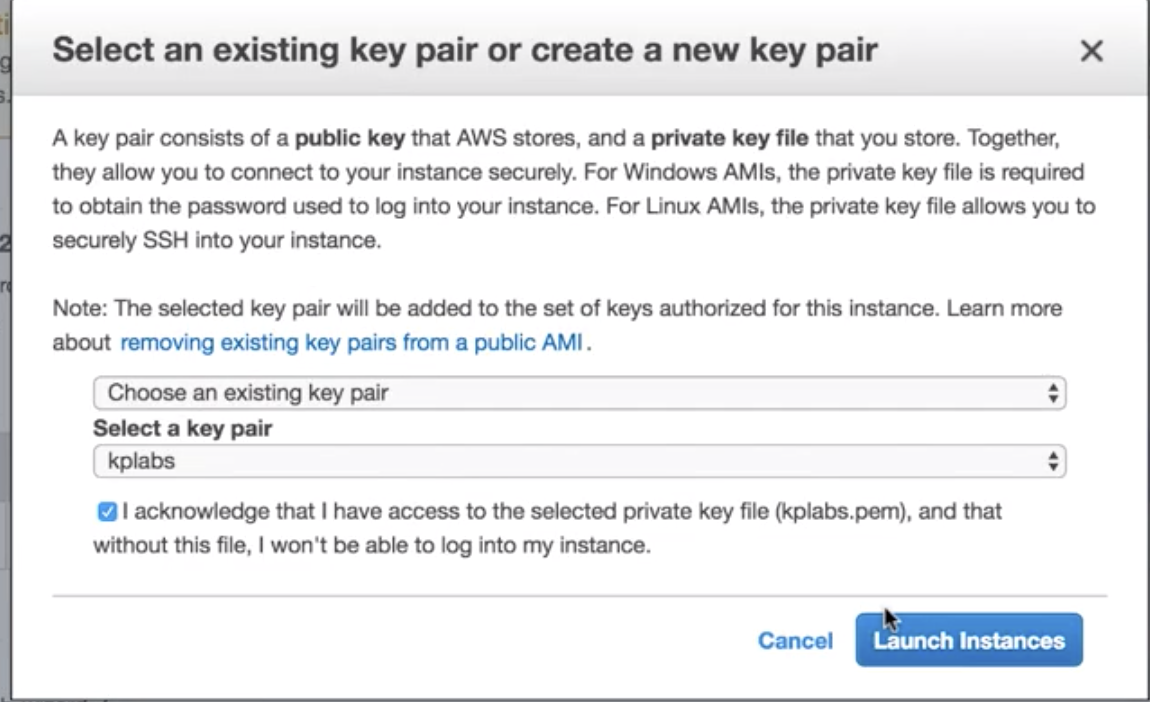 Select an existing key pair or create a new key pair
A key pair consists of a public key that AWS stores, and a private key file that you store. Together,
they allow you to connect to your instance securely. For Windows AMIs, the private key file is required
to obtain the password used to log into your instance. For Linux AMIs, the private key file allows you to
securely SSH into your instance.
Note: The selected key pair will be added to the set of keys authorized for this instance. Learn more
about removing existing key pairs from a public AMI .
Choose an existing key pair
Select a key pair
kplabs
I acknowledge that I have access to the selected private key file (kplabs.pem), and that
without this file, I won't be able to log into my instance.
Cancel
Launch Instances